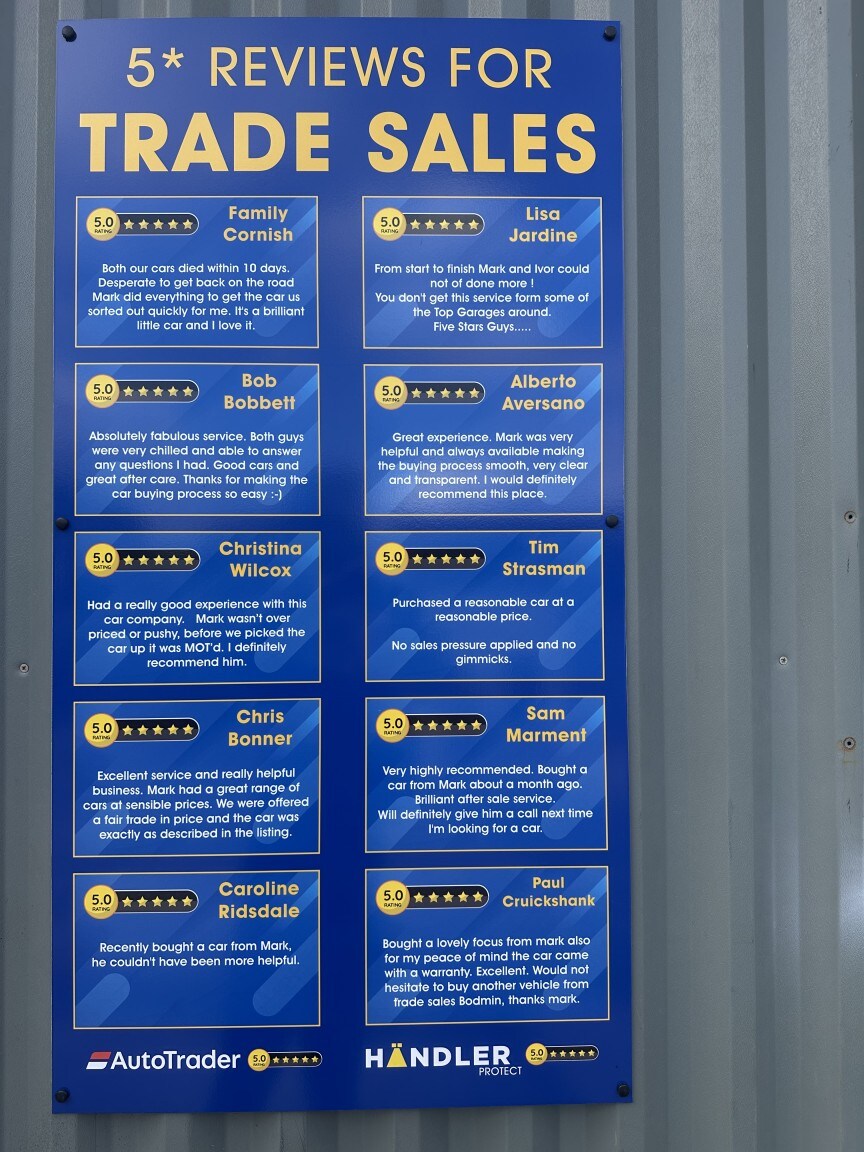 5* REVIEWS FOR
TRADE SALES
5.0
RATING
Family
Cornish
Both our cars died within 10 days.
Desperate to get back on the road
Mark did everything to get the car us
sorted out quickly for me. It's a brilliant
little car and I love it.
5.0
RATING
Lisa
Jardine
From start to finish Mark and Ivor could
not of done more !
You don't get this service form some of
the Top Garages around.
Five Stars Guys.....
5.0
RATING
Bob
Bobbett
Absolutely fabulous service. Both guys
were very chilled and able to answer
any questions I had. Good cars and
great after care. Thanks for making the
car buying process so easy :-)
5.0
RATING
Alberto
Aversano
Great experience. Mark was very
helpful and always available making
the buying process smooth, very clear
and transparent. I would definitely
recommend this place.
5.0
RATING
Christina
Wilcox
Had a really good experience with this
car company. Mark wasn't over
priced or pushy, before we picked the
car up it was MOT'd. I definitely
recommend him.
5.0
RATING
Tim
Strasman
Purchased a reasonable car at a
reasonable price.
No sales pressure applied and no
gimmicks.
5.0
RATING
Chris
Bonner
Excellent service and really helpful
business. Mark had a great range of
cars at sensible prices. We were offered
a fair trade in price and the car was
exactly as described in the listing.
5.0
RATING
Sam
Marment
Very highly recommended. Bought a
car from Mark about a month ago.
Brilliant after sale service.
Will definitely give him a call next time
I'm looking for a car.
5.0
RATING
Caroline
Ridsdale
Recently bought a car from Mark,
he couldn't have been more helpful.
5.0
RATING
Paul
Cruickshank
Bought a lovely focus from mark also
for my peace of mind the car came
with a warranty. Excellent. Would not
hesitate to buy another vehicle from
trade sales Bodmin, thanks mark.
AutoTrader
5.0
RATING
HÄNDLER
PROTECT
5.0
RATING